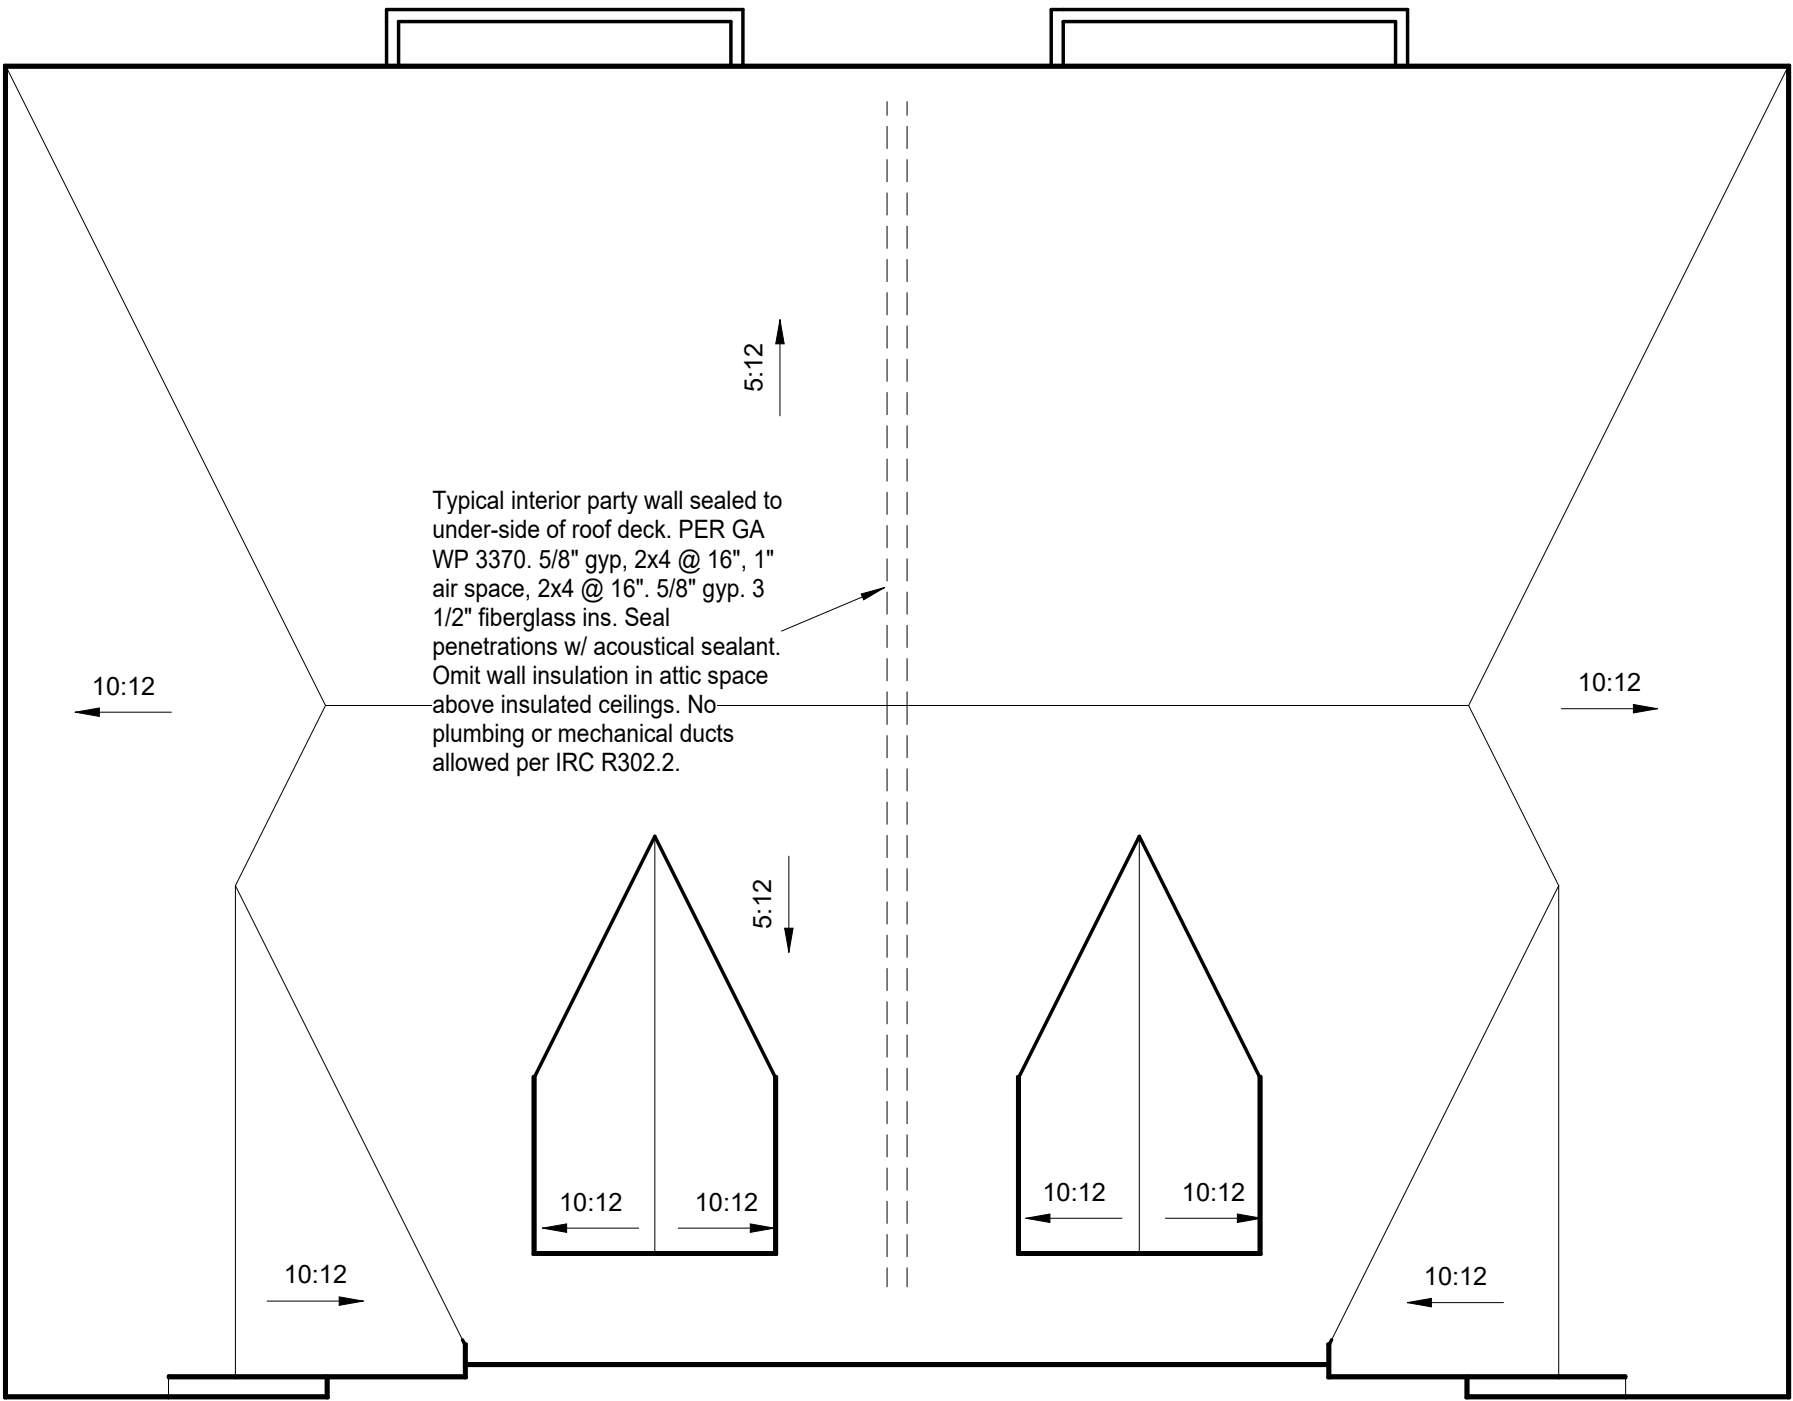 5:12
Typical interior party wall sealed to
under-side of roof deck. PER GA
WP 3370. 5/8" gyp, 2x4 @ 16", 1"
air space, 2x4 @ 16". 5/8" gyp. 3
1/2" fiberglass ins. Seal
penetrations w/ acoustical sealant.
Omit wall insulation in attic space
above insulated ceilings. No
plumbing or mechanical ducts
allowed per IRC R302.2.
10:12
10:12
5:12
10:12
10:12
10:12
10:12
10:12
10:12